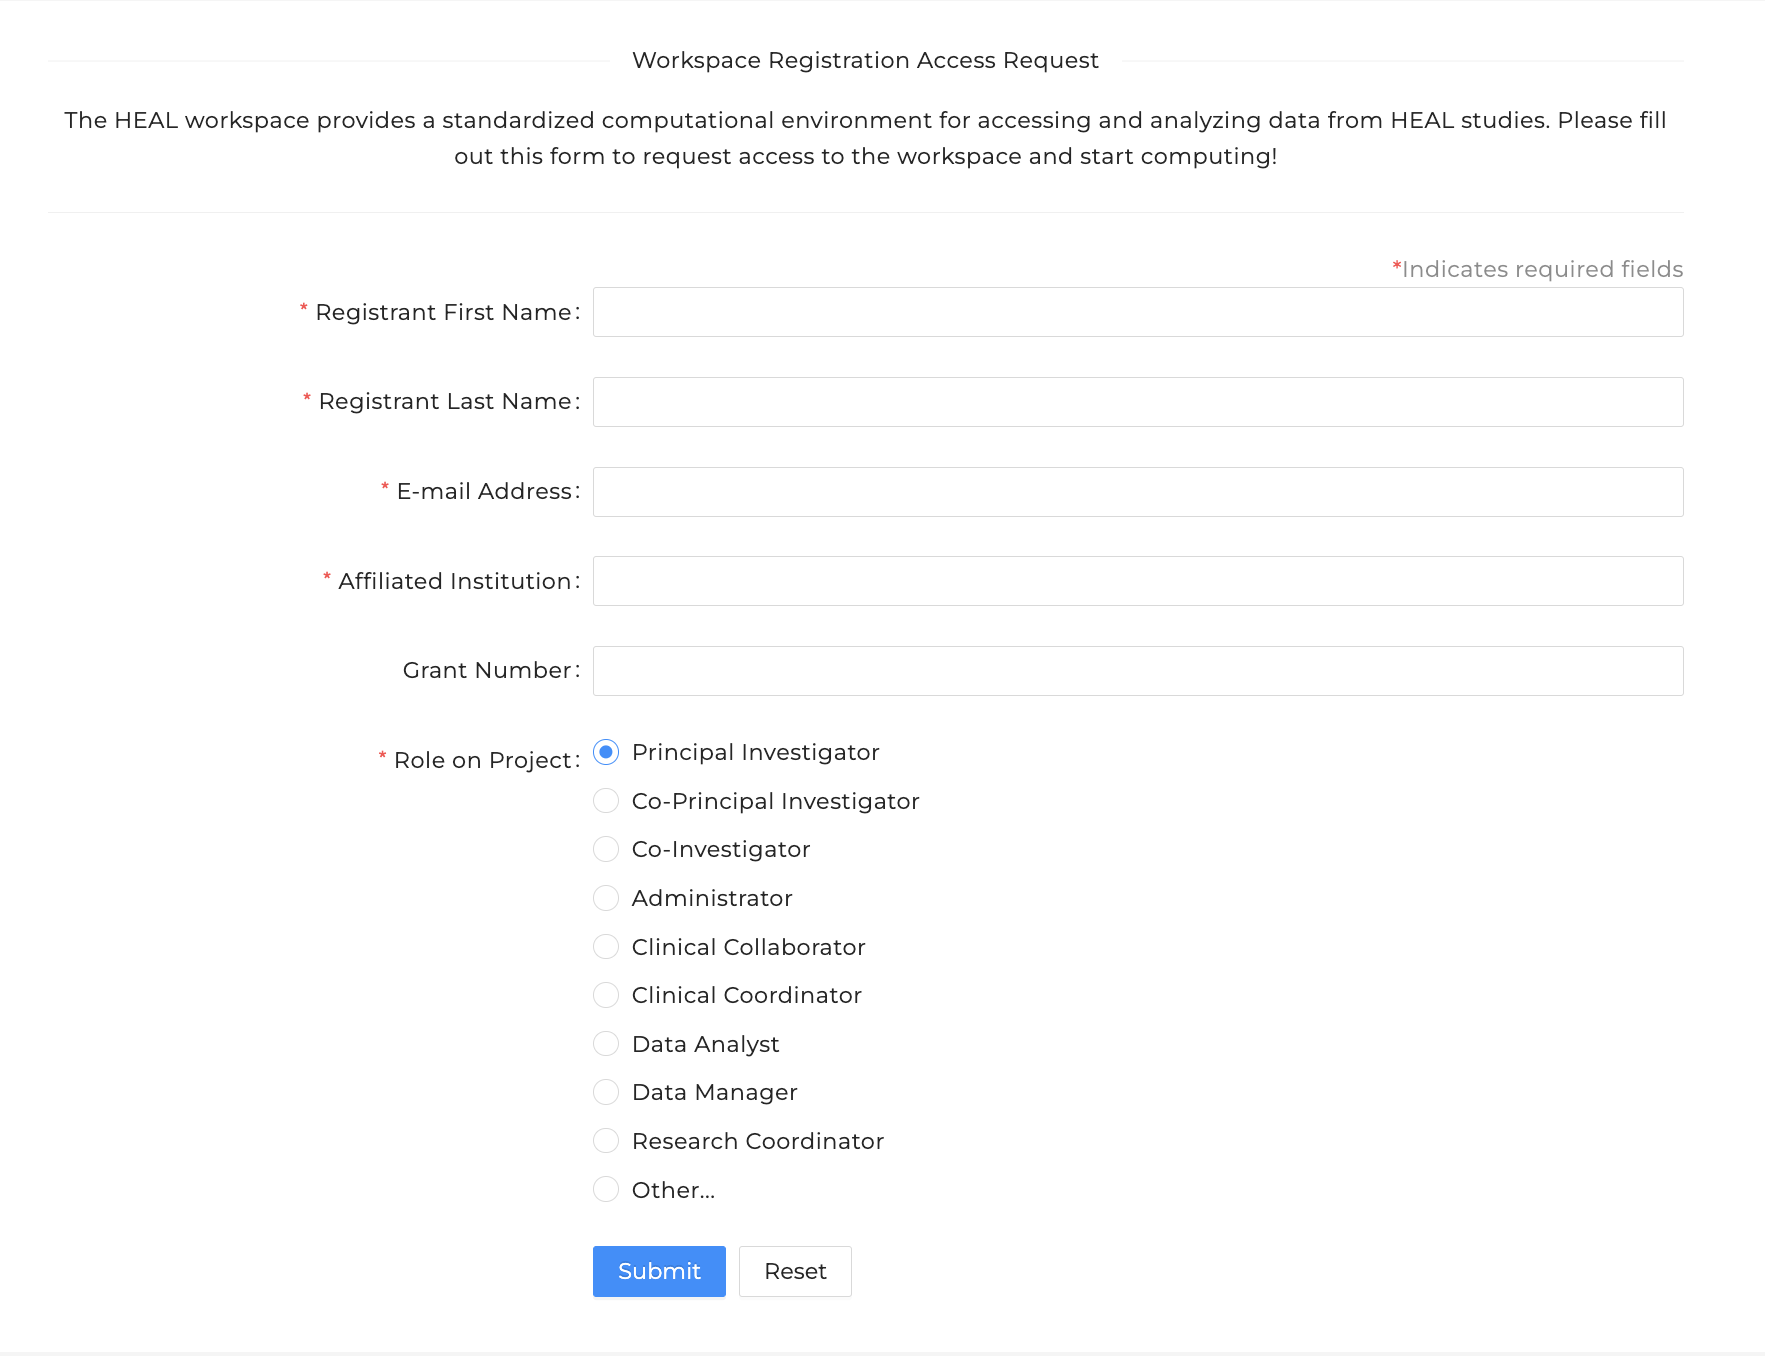 Workspace Registration Access Request
The HEAL workspace provides a standardized computational environment for accessing and analyzing data from HEAL studies. Please fill
out this form to request access to the workspace and start computing!
*Indicates required fields
* Registrant First Name:
* Registrant Last Name:
* E-mail Address:
* Affiliated Institution:
Grant Number:
* Role on Project:
Principal Investigator
Co-Principal Investigator
Co-Investigator
Administrator
Clinical Collaborator
Clinical Coordinator
Data Analyst
Data Manager
Research Coordinator
Other...
Submit
Reset